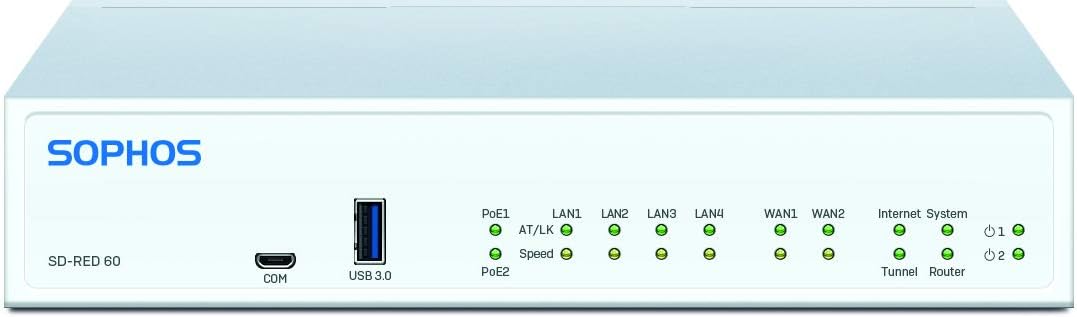 SOPHOS
PoE1 LAN1 LAN2 LAN3 LAN4 WAN1 WAN2 Internet System
AT/LK 1
SD-RED 60 Speed 2
PoE2 Tunnel Router
COM USB 3.0